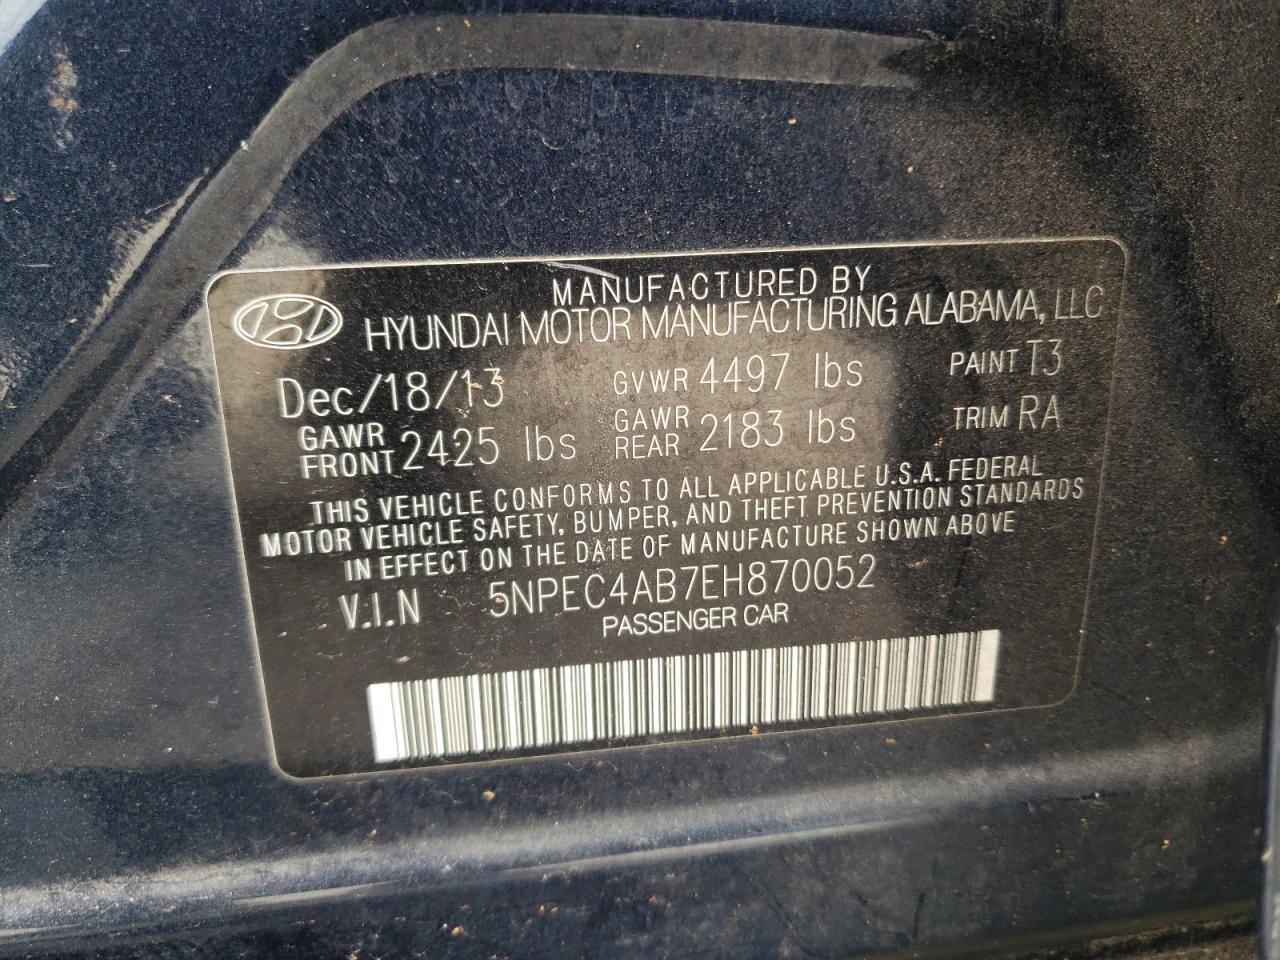 MANUFACTURED BY
HYUNDAI MOTOR MANUFACTURING ALABAMA, LLC
Dec/18/13 GVWR 4497 lbs PAINT T3
GAWR FRONT 2425 lbs GAWR REAR 2183 lbs TRIM RA
THIS VEHICLE CONFORMS TO ALL APPLICABLE U.S.A. FEDERAL
MOTOR VEHICLE SAFETY, BUMPER, AND THEFT PREVENTION STANDARDS
IN EFFECT ON THE DATE OF MANUFACTURE SHOWN ABOVE
V.I.N 5NPEC4AB7EH870052
PASSENGER CAR